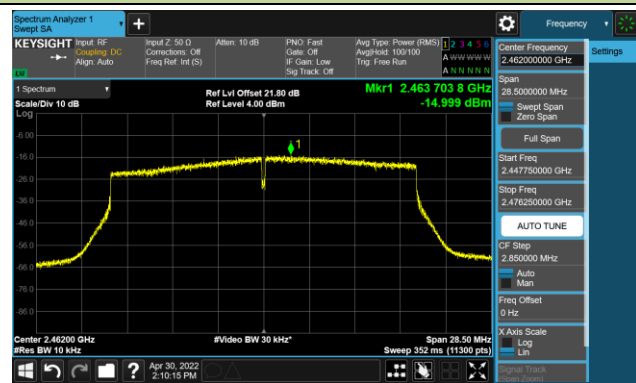 Spectrum Analyzer 1
Swept SA
Frequency
KEYSIGHT
Input: RF
Coupling: DC
Align: Auto
Input Z: 50 Ω
Corrections: Off
Freq Ref: Int (S)
Atten: 10 dB
PNO: Fast
Gate: Off
IF Gain: Low
Sig Track: Off
Avg Type: Power (RMS)
Avg|Hold: 100/100
Trig: Free Run
1 2 3 4 5 6
A W W W W W
A N N N N N
LW
1 Spectrum
Scale/Div 10 dB
Log
Ref Lvl Offset 21.80 dB
Ref Level 4.00 dBm
Mkr1 2.463 703 8 GHz
-14.999 dBm
1
-6.00
-16.0
-26.0
-36.0
-46.0
-56.0
-66.0
-76.0
-86.0
Center 2.46200 GHz
#Res BW 10 kHz
#Video BW 30 kHz*
Span 28.50 MHz
Sweep 352 ms (11300 pts)
Center Frequency
2.462000000 GHz
Settings
Span
28.5000000 MHz
Swept Span
Zero Span
Full Span
Start Freq
2.447750000 GHz
Stop Freq
2.476250000 GHz
AUTO TUNE
CF Step
2.850000 MHz
Auto
Man
Freq Offset
0 Hz
X Axis Scale
Log
Lin
Signal Track
(Span Zoom)
?
Apr 30, 2022
2:10:15 PM